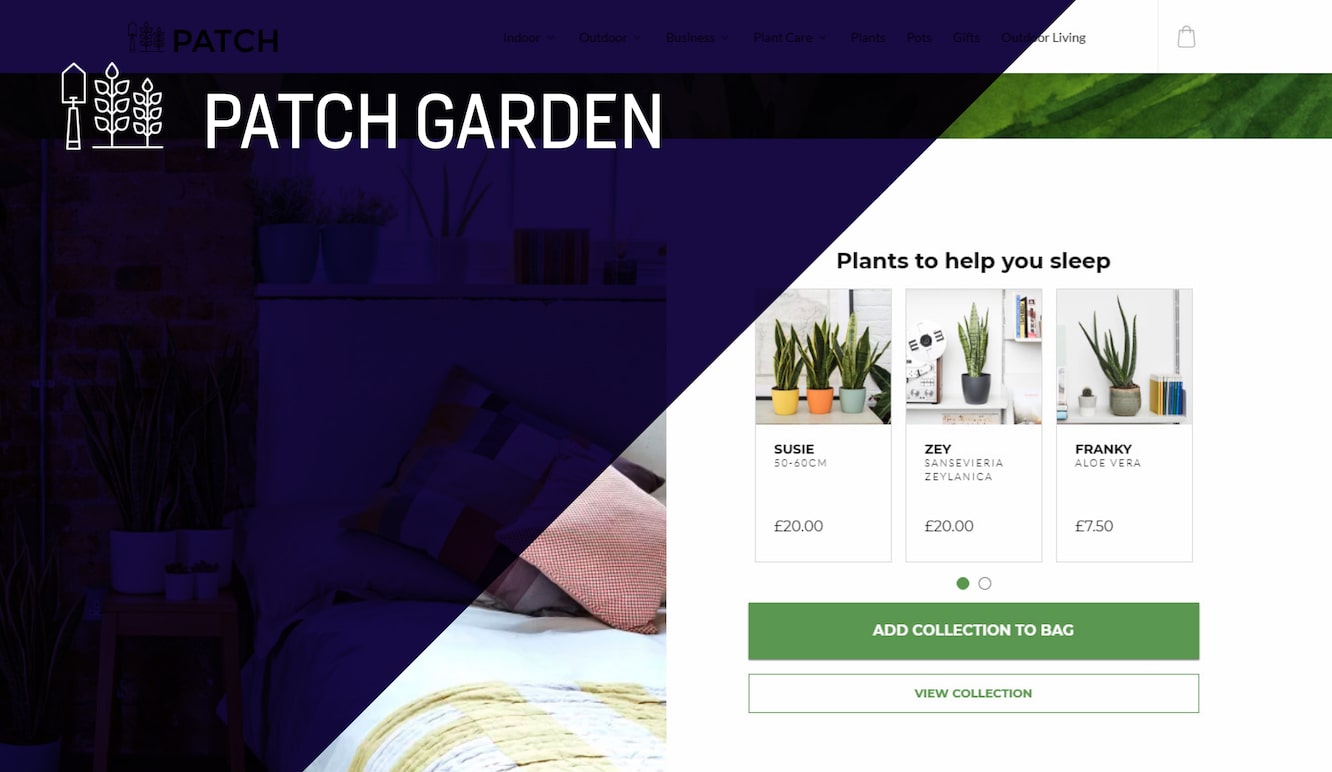 PATCH
Indoor
Outdoor
Business
Plant Care
Plants
Pots
Gifts
Outdoor Living
PATCH GARDEN
Plants to help you sleep
SUSIE
50-60CM
£20.00
ZEY
SANSEVIERIA
ZEYLANICA
£20.00
FRANKY
ALOE VERA
£7.50
ADD COLLECTION TO BAG
VIEW COLLECTION